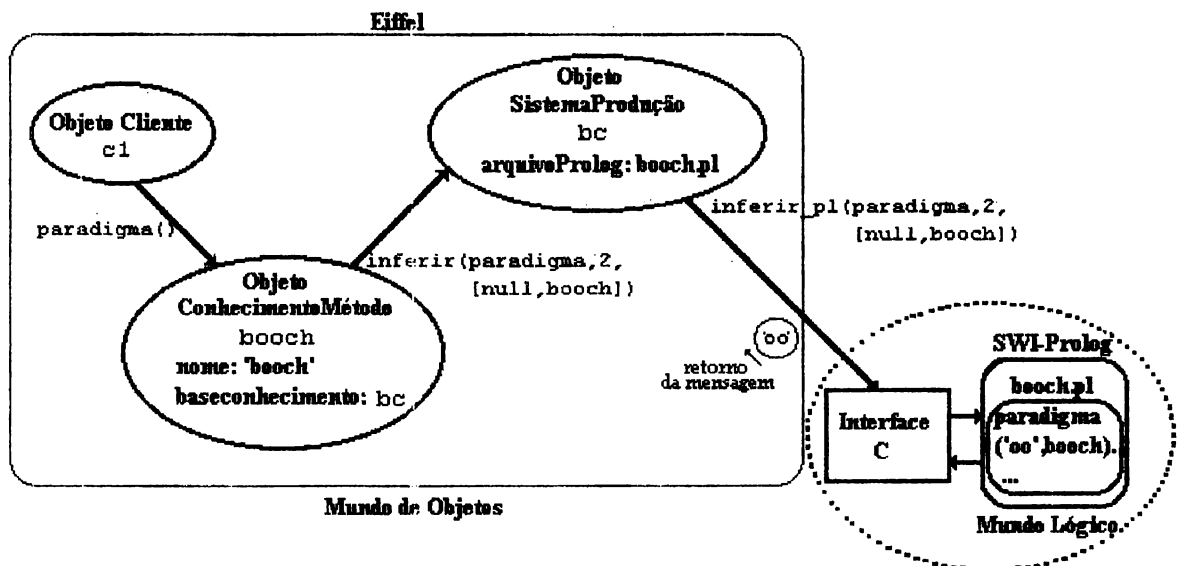 Eiffel
Objeto Cliente
c1
paradigma()
Objeto
ConhecimentoMétodo
booch
nome: 'booch'
baseconhecimento: bc
inferir(paradigma,2,
[null,booch])
Objeto
SistemaProdução
bc
arquivoProlog: booch.pl
inferir_pl(paradigma,2,
[null,booch])
'oo'
retorno
da mensagem
Mundo de Objetos
Interface
C
SWI-Prolog
booch.pl
paradigma
('oo',booch).
...
Mundo Lógico